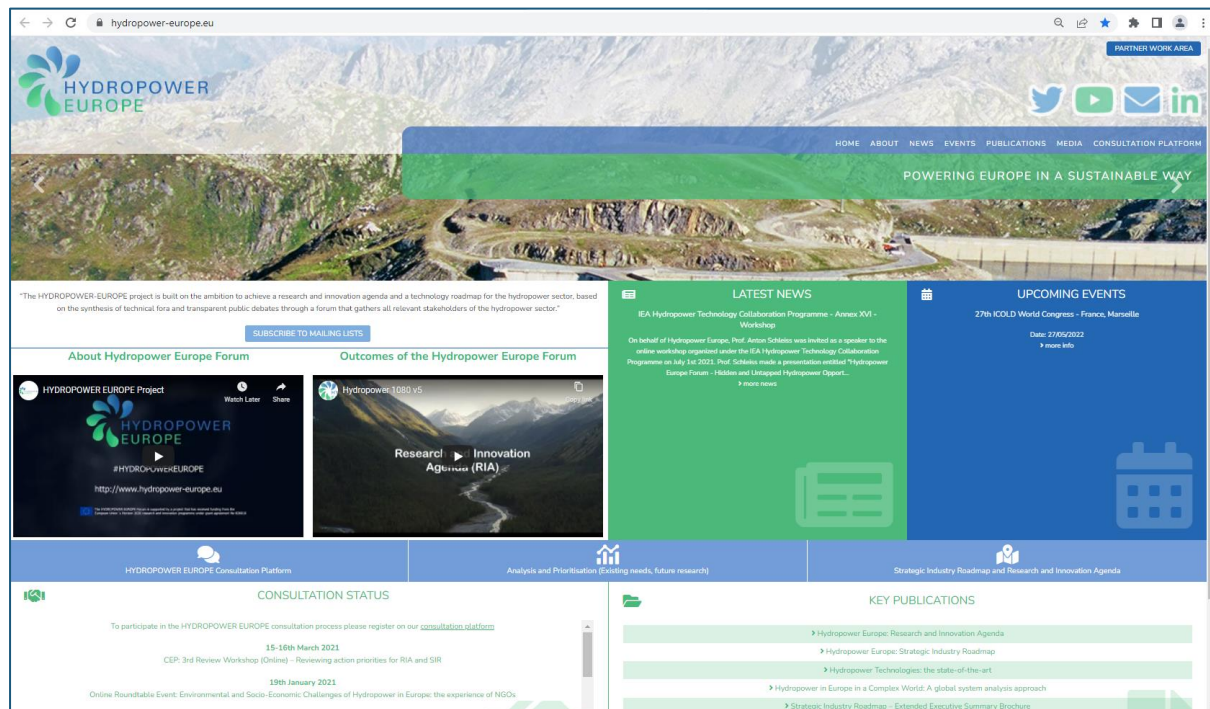 hydropower-europe.eu
PARTNER WORK AREA
HYDROPOWER
EUROPE
HOME ABOUT NEWS EVENTS PUBLICATIONS MEDIA CONSULTATION PLATFORM
POWERING EUROPE IN A SUSTAINABLE WAY
"The HYDROPOWER-EUROPE project is built on the ambition to achieve a research and innovation agenda and a technology roadmap for the hydropower sector, based
on the synthesis of technical fora and transparent public debates through a forum that gathers all relevant stakeholders of the hydropower sector."
SUBSCRIBE TO MAILING LISTS
About Hydropower Europe Forum
HYDROPOWER EUROPE Project
Watch Later Share
HYDROPOWER
EUROPE
#HYDROPOWEREUROPE
http://www.hydropower-europe.eu
Outcomes of the Hydropower Europe Forum
Hydropower 1080 v5
Research and Innovation
Agenda (RIA)
LATEST NEWS
IEA Hydropower Technology Collaboration Programme - Annex XVI -
Workshop
On behalf of Hydropower Europe, Prof. Anton Schleiss was invited as a speaker to the
online workshop organized under the IEA Hydropower Technology Collaboration
Programme on July 1st 2021. Prof. Schleiss made a presentation entitled "Hydropower
Europe Forum - Hidden and Untapped Hydropower Opport...
> more news
UPCOMING EVENTS
27th ICOLD World Congress - France, Marseille
Date: 27/05/2022
> more info
HYDROPOWER EUROPE Consultation Platform
Analysis and Prioritisation (Existing needs, future research)
Strategic Industry Roadmap and Research and Innovation Agenda
CONSULTATION STATUS
To participate in the HYDROPOWER EUROPE consultation process please register on our consultation platform
15-16th March 2021
CEP: 3rd Review Workshop (Online) – Reviewing action priorities for RIA and SIR
19th January 2021
Online Roundtable Event: Environmental and Socio-Economic Challenges of Hydropower in Europe: the experience of NGOs
KEY PUBLICATIONS
> Hydropower Europe: Research and Innovation Agenda
> Hydropower Europe: Strategic Industry Roadmap
> Hydropower Technologies: the state-of-the-art
> Hydropower in Europe in a Complex World: A global system analysis approach
> Strategic Industry Roadmap – Extended Executive Summary Brochure